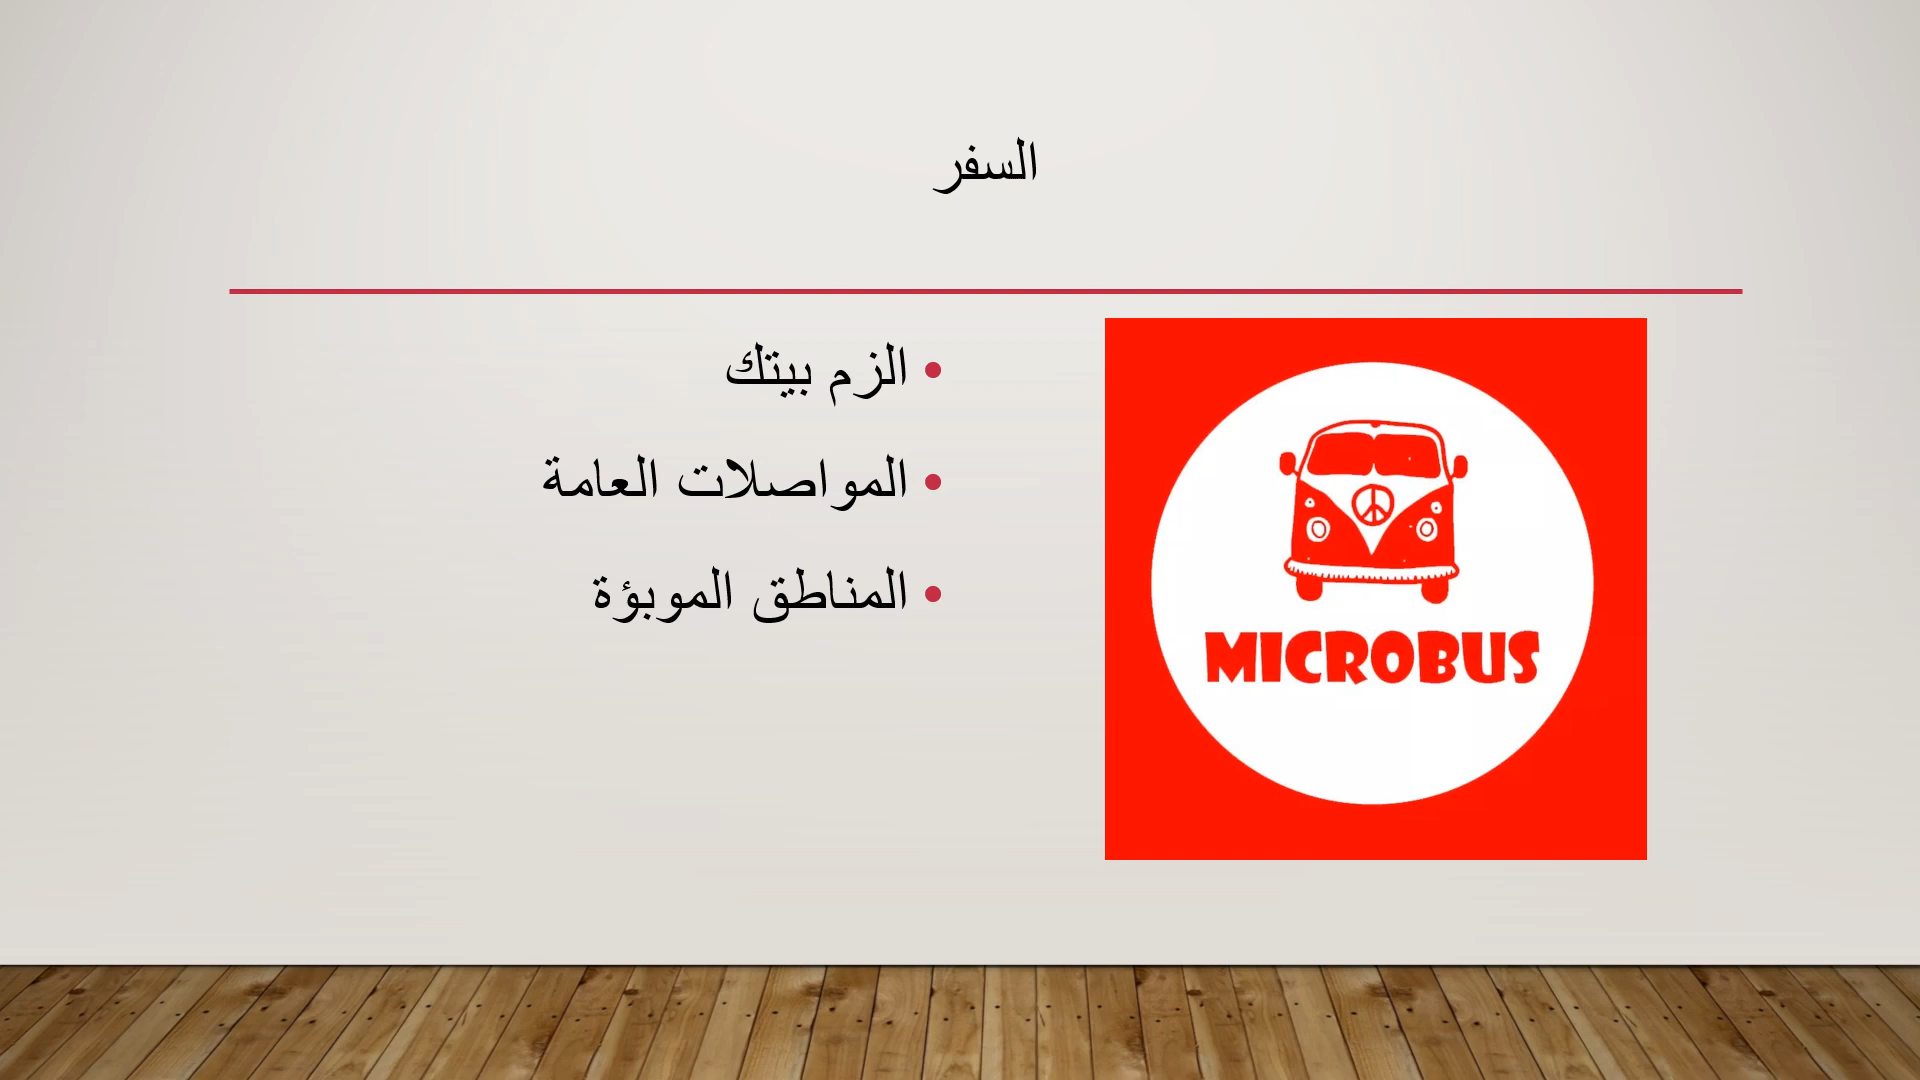 السفر
الزم بيتك
المواصلات العامة
المناطق الموبؤة
MICROBUS